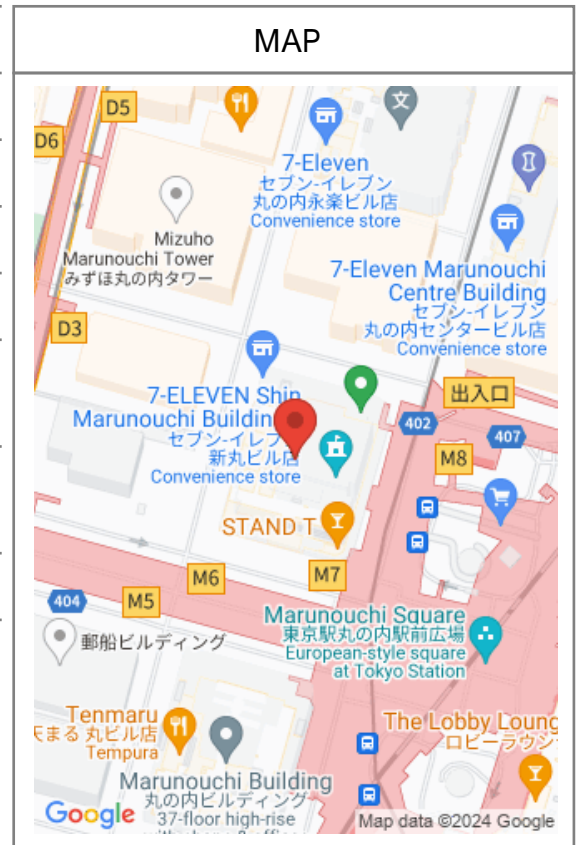 MAP
D5
D6
7-Eleven
セブン-イレブン
丸の内永楽ビル店
Convenience store
文
Mizuho
Marunouchi Tower
みずほ丸の内タワー
7-Eleven Marunouchi
Centre Building
セブン-イレブン
丸の内センタービル店
Convenience store
D3
7-ELEVEN Shin
Marunouchi Building
セブン-イレブン
新丸ビル店
Convenience store
出入口
402
407
M8
STAND T
M7
M6
M5
404
郵船ビルディング
Marunouchi Square
東京駅丸の内駅前広場
European-style square
at Tokyo Station
Tenmaru
天まる 丸ビル店
Tempura
The Lobby Loung
ロビーラウン
Marunouchi Building
丸の内ビルディング
37-floor high-rise
Google
Map data ©2024 Google